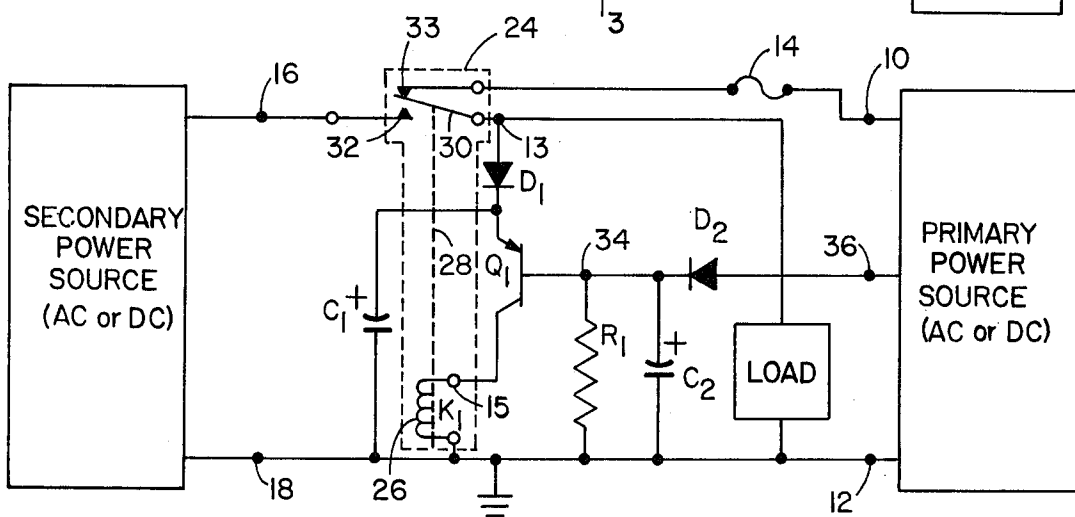 I3
33
24
14
10
16
32
30
13
D1
SECONDARY
POWER
SOURCE
(AC or DC)
28
Q1
34
D2
36
PRIMARY
POWER
SOURCE
(AC or DC)
C1
+
R1
+
C2
LOAD
K1
15
18
26
12